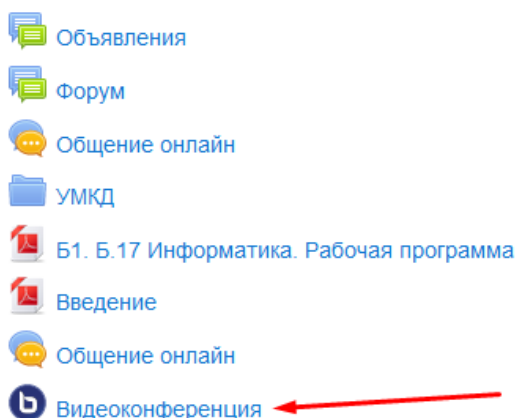 Объявления
Форум
Общение онлайн
УМКД
Б1. Б.17 Информатика. Рабочая программа
Введение
Общение онлайн
b Видеоконференция